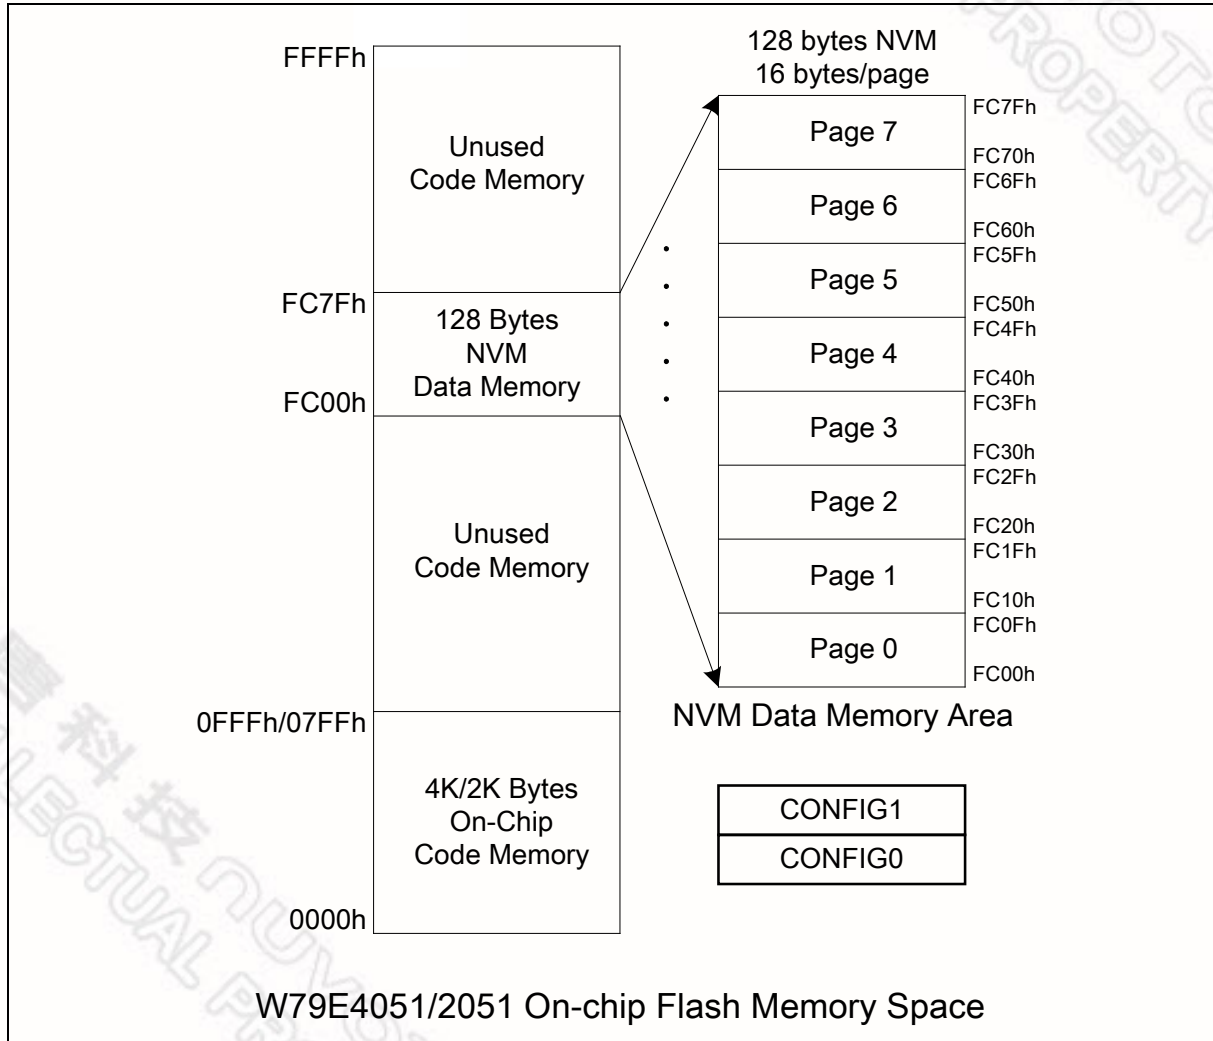 FFFFh
Unused
Code Memory
FC7Fh
128 Bytes
NVM
Data Memory
FC00h
Unused
Code Memory
0FFFh/07FFh
4K/2K Bytes
On-Chip
Code Memory
0000h
128 bytes NVM
16 bytes/page
Page 7
FC7Fh
FC70h
Page 6
FC6Fh
FC60h
Page 5
FC5Fh
FC50h
Page 4
FC4Fh
FC40h
Page 3
FC3Fh
FC30h
Page 2
FC2Fh
FC20h
Page 1
FC1Fh
FC10h
Page 0
FC0Fh
FC00h
NVM Data Memory Area
CONFIG1
CONFIG0
W79E4051/2051 On-chip Flash Memory Space